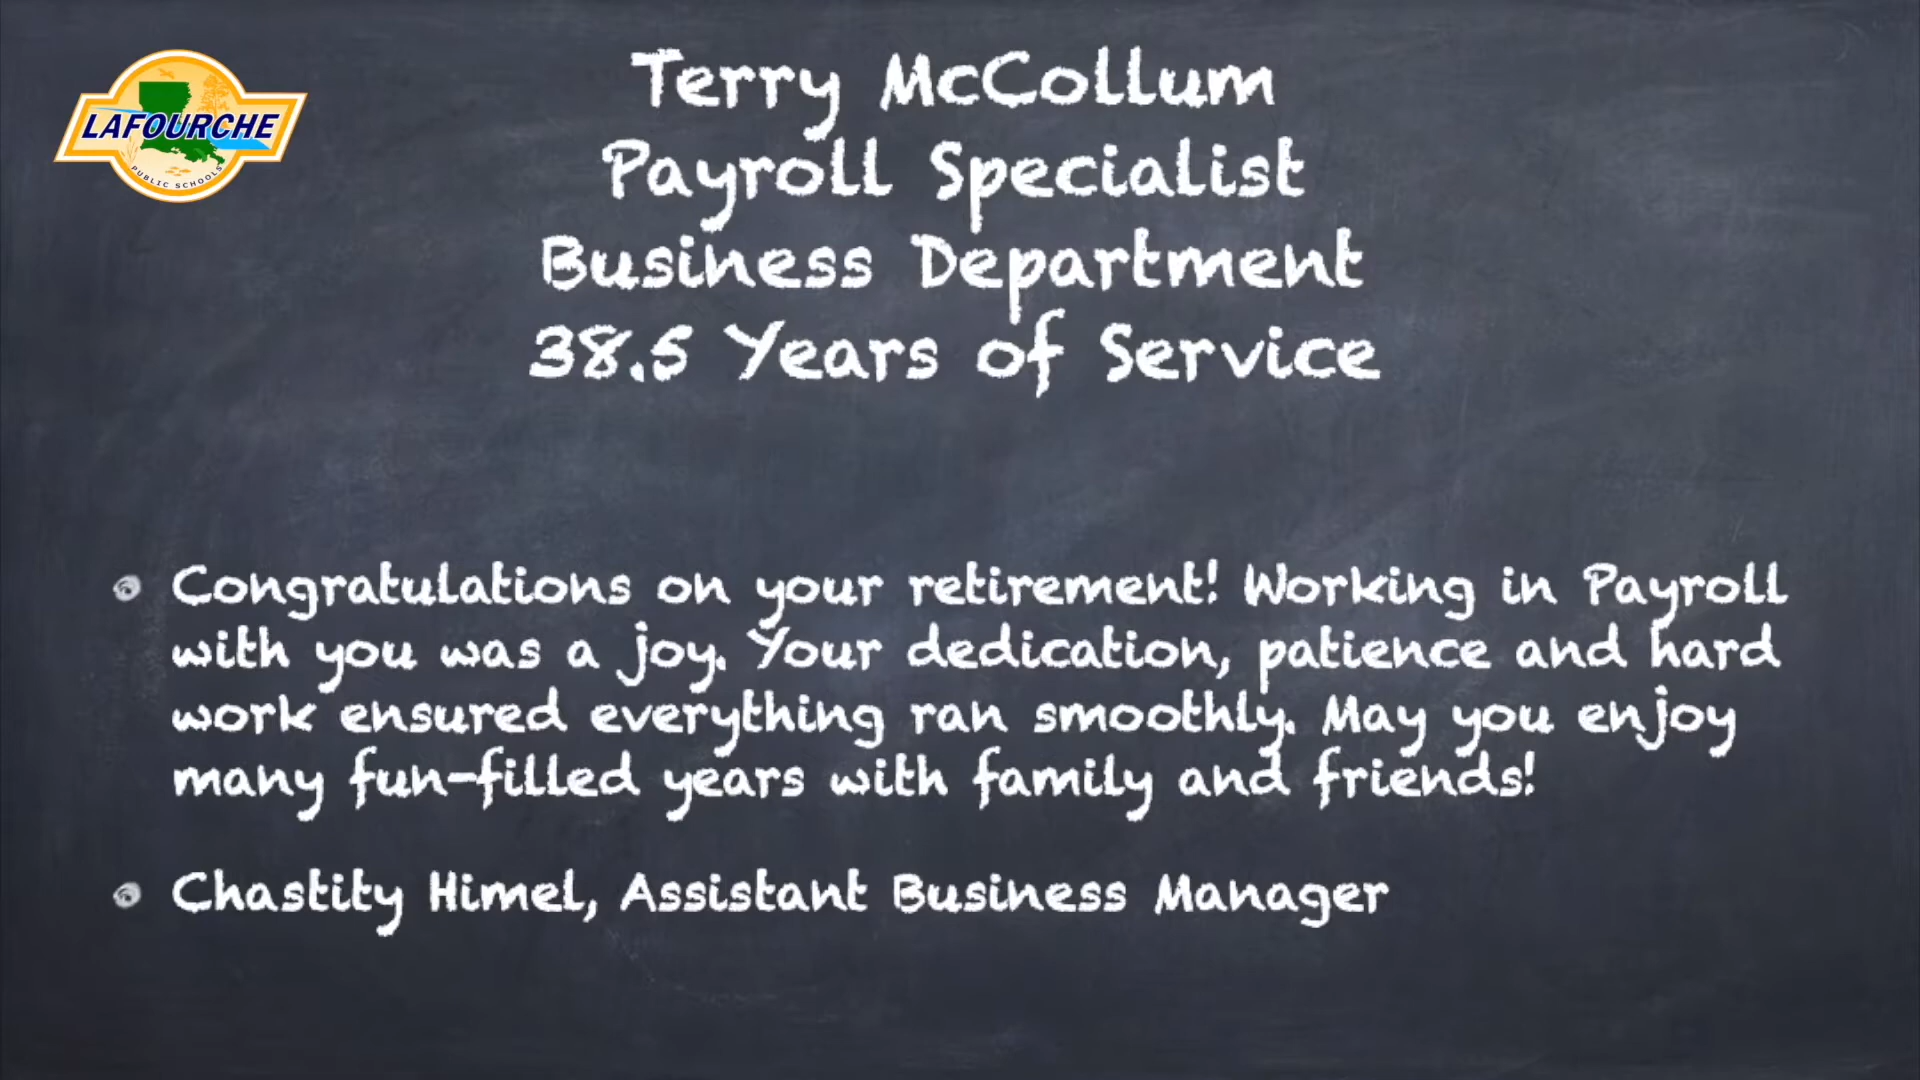 LAFOURCHE
PUBLIC SCHOOLS
Terry McCollum
Payroll Specialist
Business Department
38.5 Years of Service
Congratulations on your retirement! Working in Payroll
with you was a joy. Your dedication, patience and hard
work ensured everything ran smoothly. May you enjoy
many fun-filled years with family and friends!
Chastity Himel, Assistant Business Manager